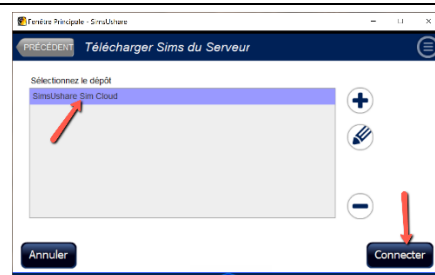 Fenêtre Principale - SimsUshare
PRÉCÉDENT
Télécharger Sims du Serveur
Sélectionnez le dépôt
SimsUshare Sim Cloud
Annuler
Connecter